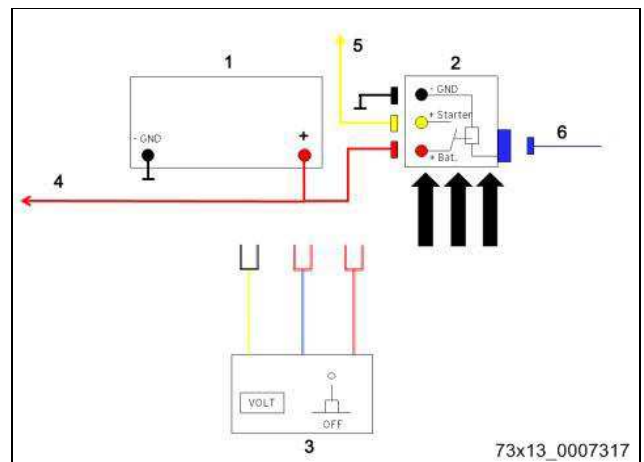 5
1
2
- GND
+ Starter
+ Bat.
6
- GND
+
4
VOLT
OFF
3
73x13_0007317